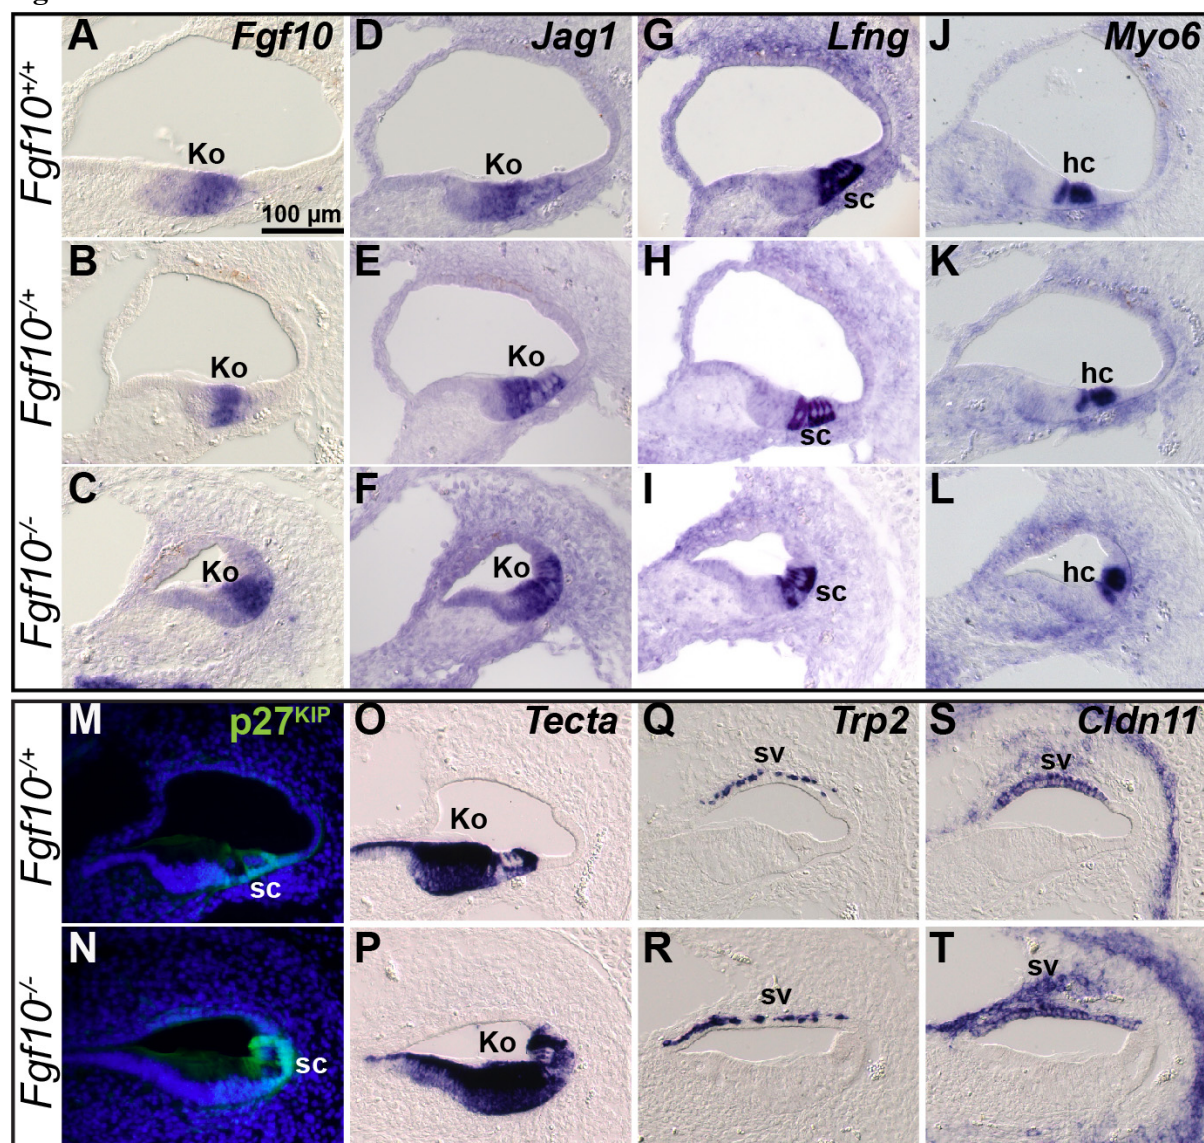 A Fgf10 D Jag1 G Lfng J Myo6
Fgf10+/+
Ko Ko sc hc
100 µm
B E H K
Fgf10-/+
Ko Ko sc hc
C F I L
Fgf10-/-
Ko Ko sc hc
M p27KIP O Tecta Q Trp2 S Cldn11
Fgf10-/+
sc Ko sv sv
N P R T
Fgf10-/-
sc Ko sv sv